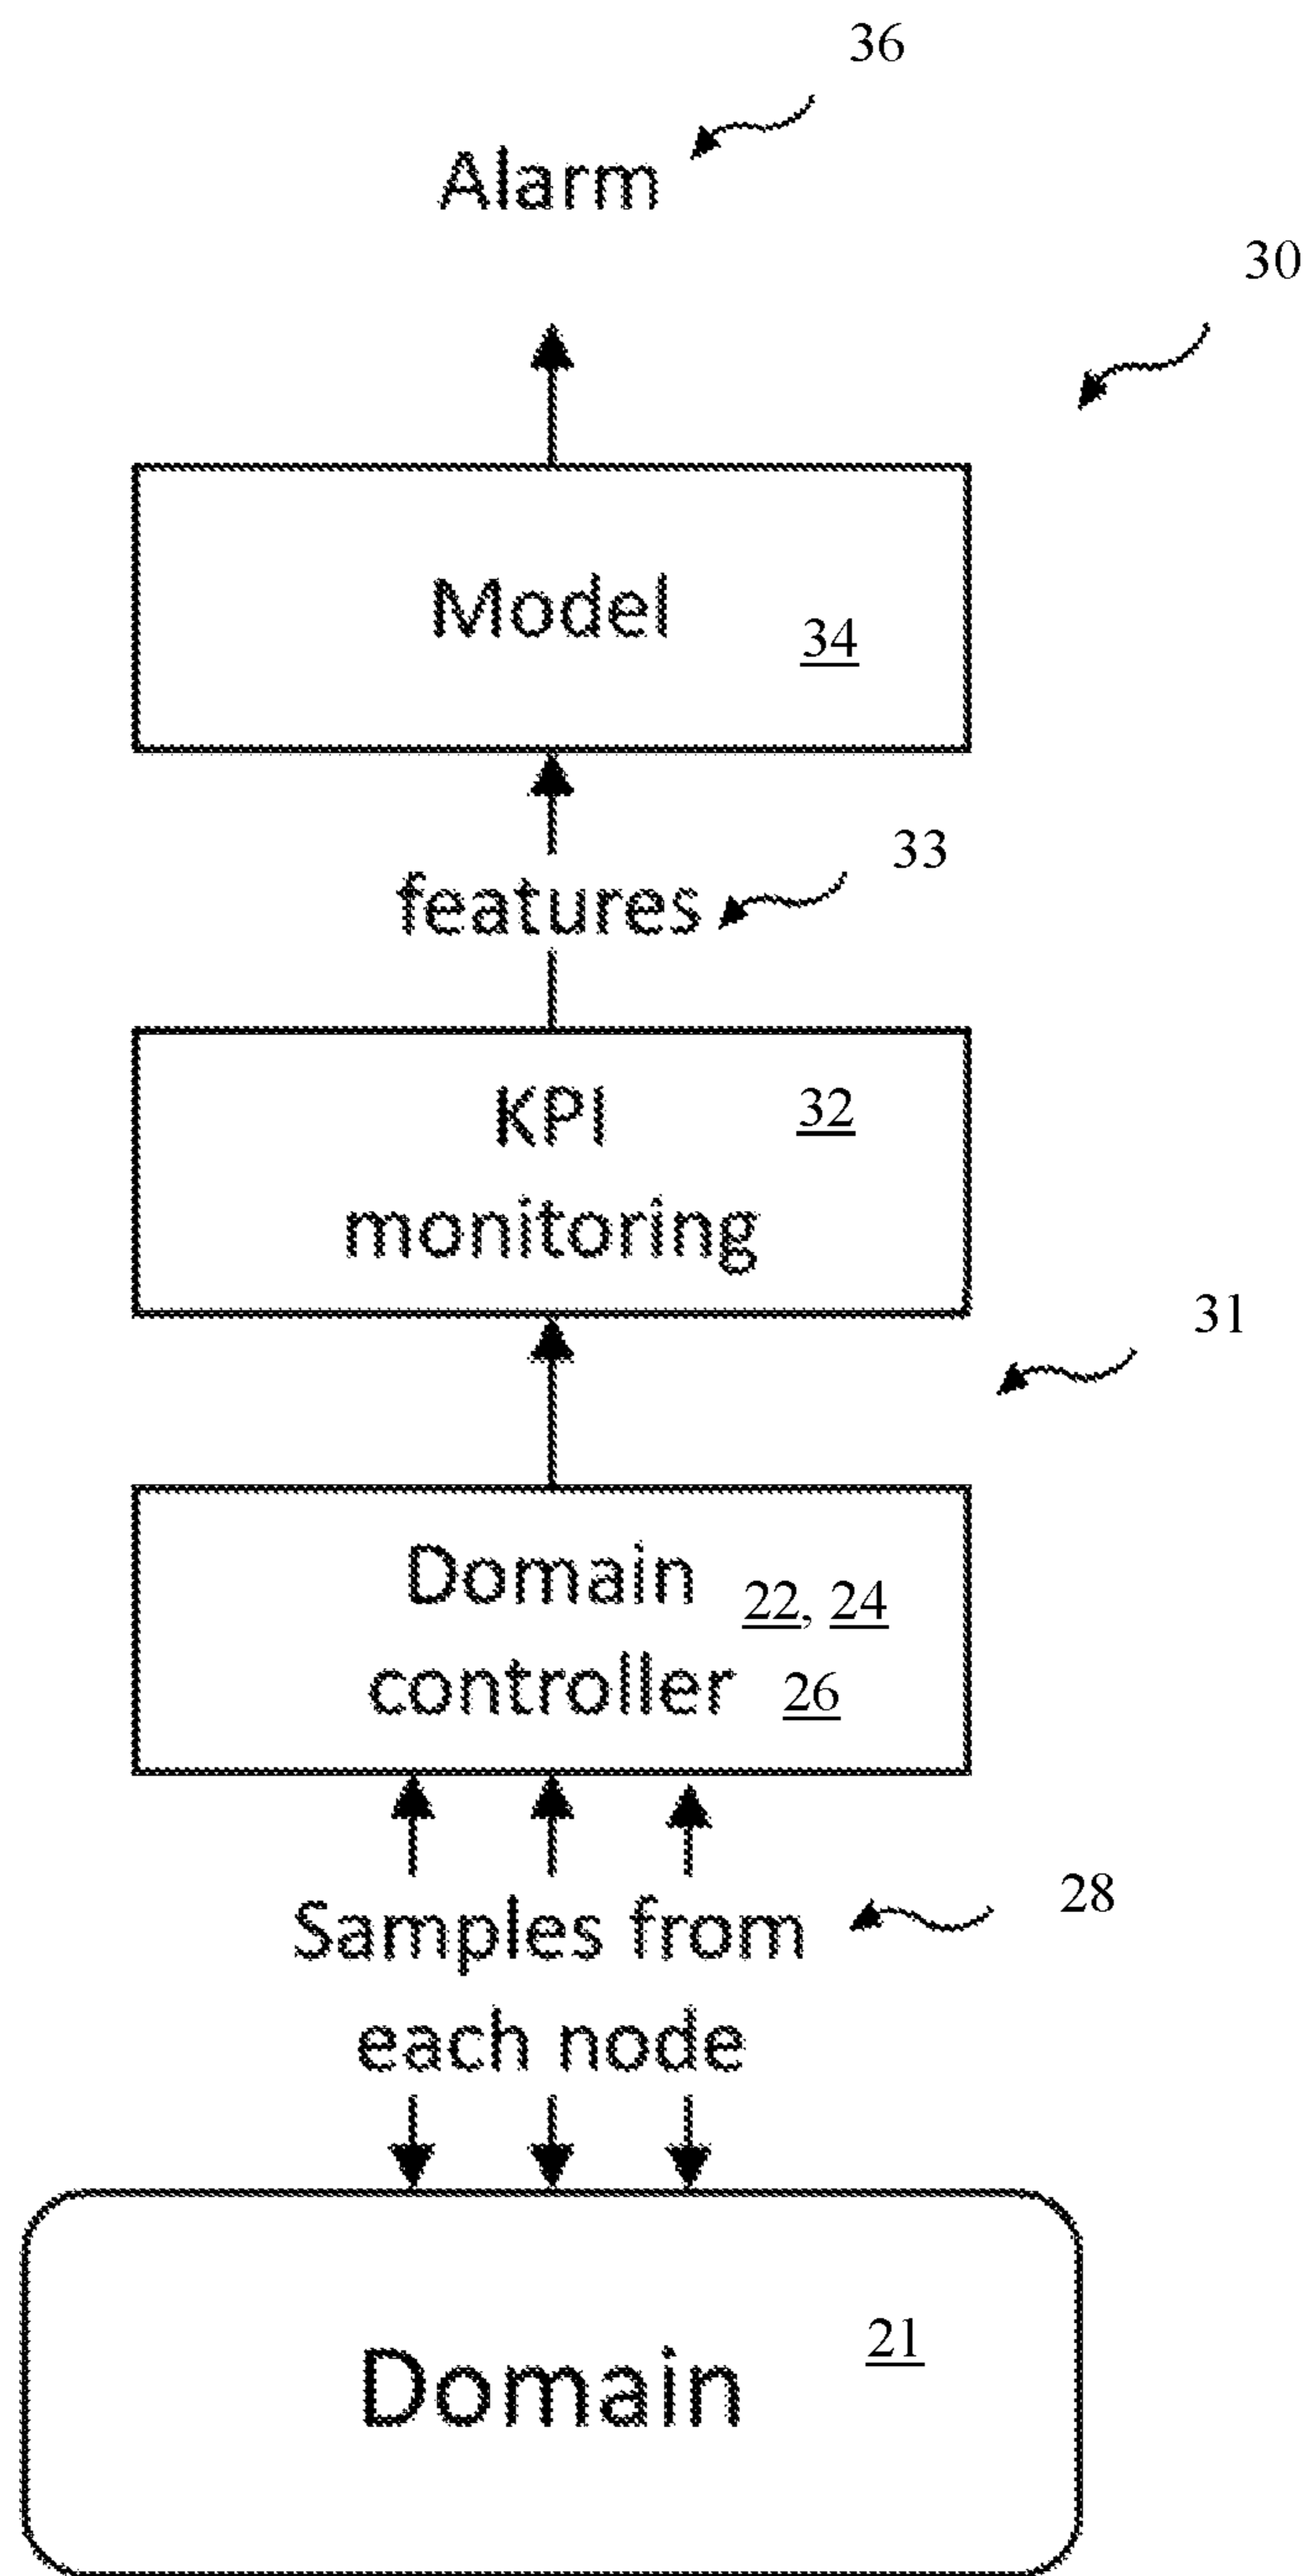 36
Alarm
30
Model
34
33
features
KPI
32
monitoring
31
Domain
22, 24
controller
26
Samples from
28
each node
21
Domain